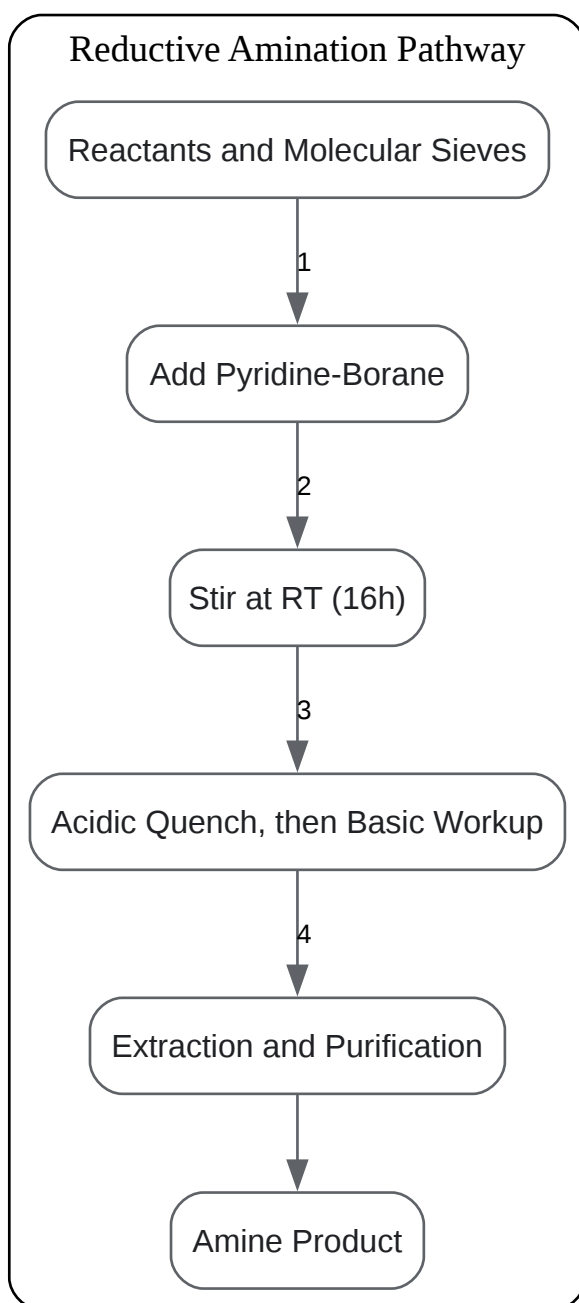 Reductive Amination Pathway
Reactants and Molecular Sieves
1
Add Pyridine-Borane
2
Stir at RT (16h)
3
Acidic Quench, then Basic Workup
4
Extraction and Purification
Amine Product